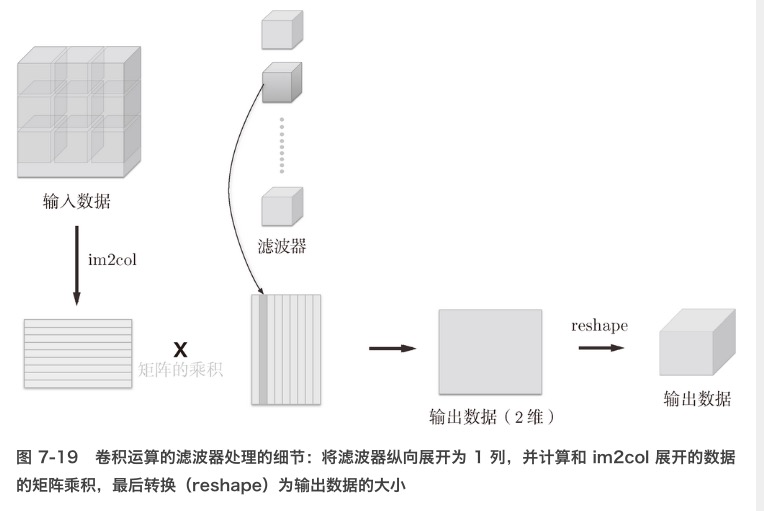 输入数据
滤波器
im2col
X
矩阵的乘积
reshape
输出数据（2 维）
输出数据
图 7-19　卷积运算的滤波器处理的细节：将滤波器纵向展开为 1 列，并计算和 im2col 展开的数据
的矩阵乘积，最后转换（reshape）为输出数据的大小